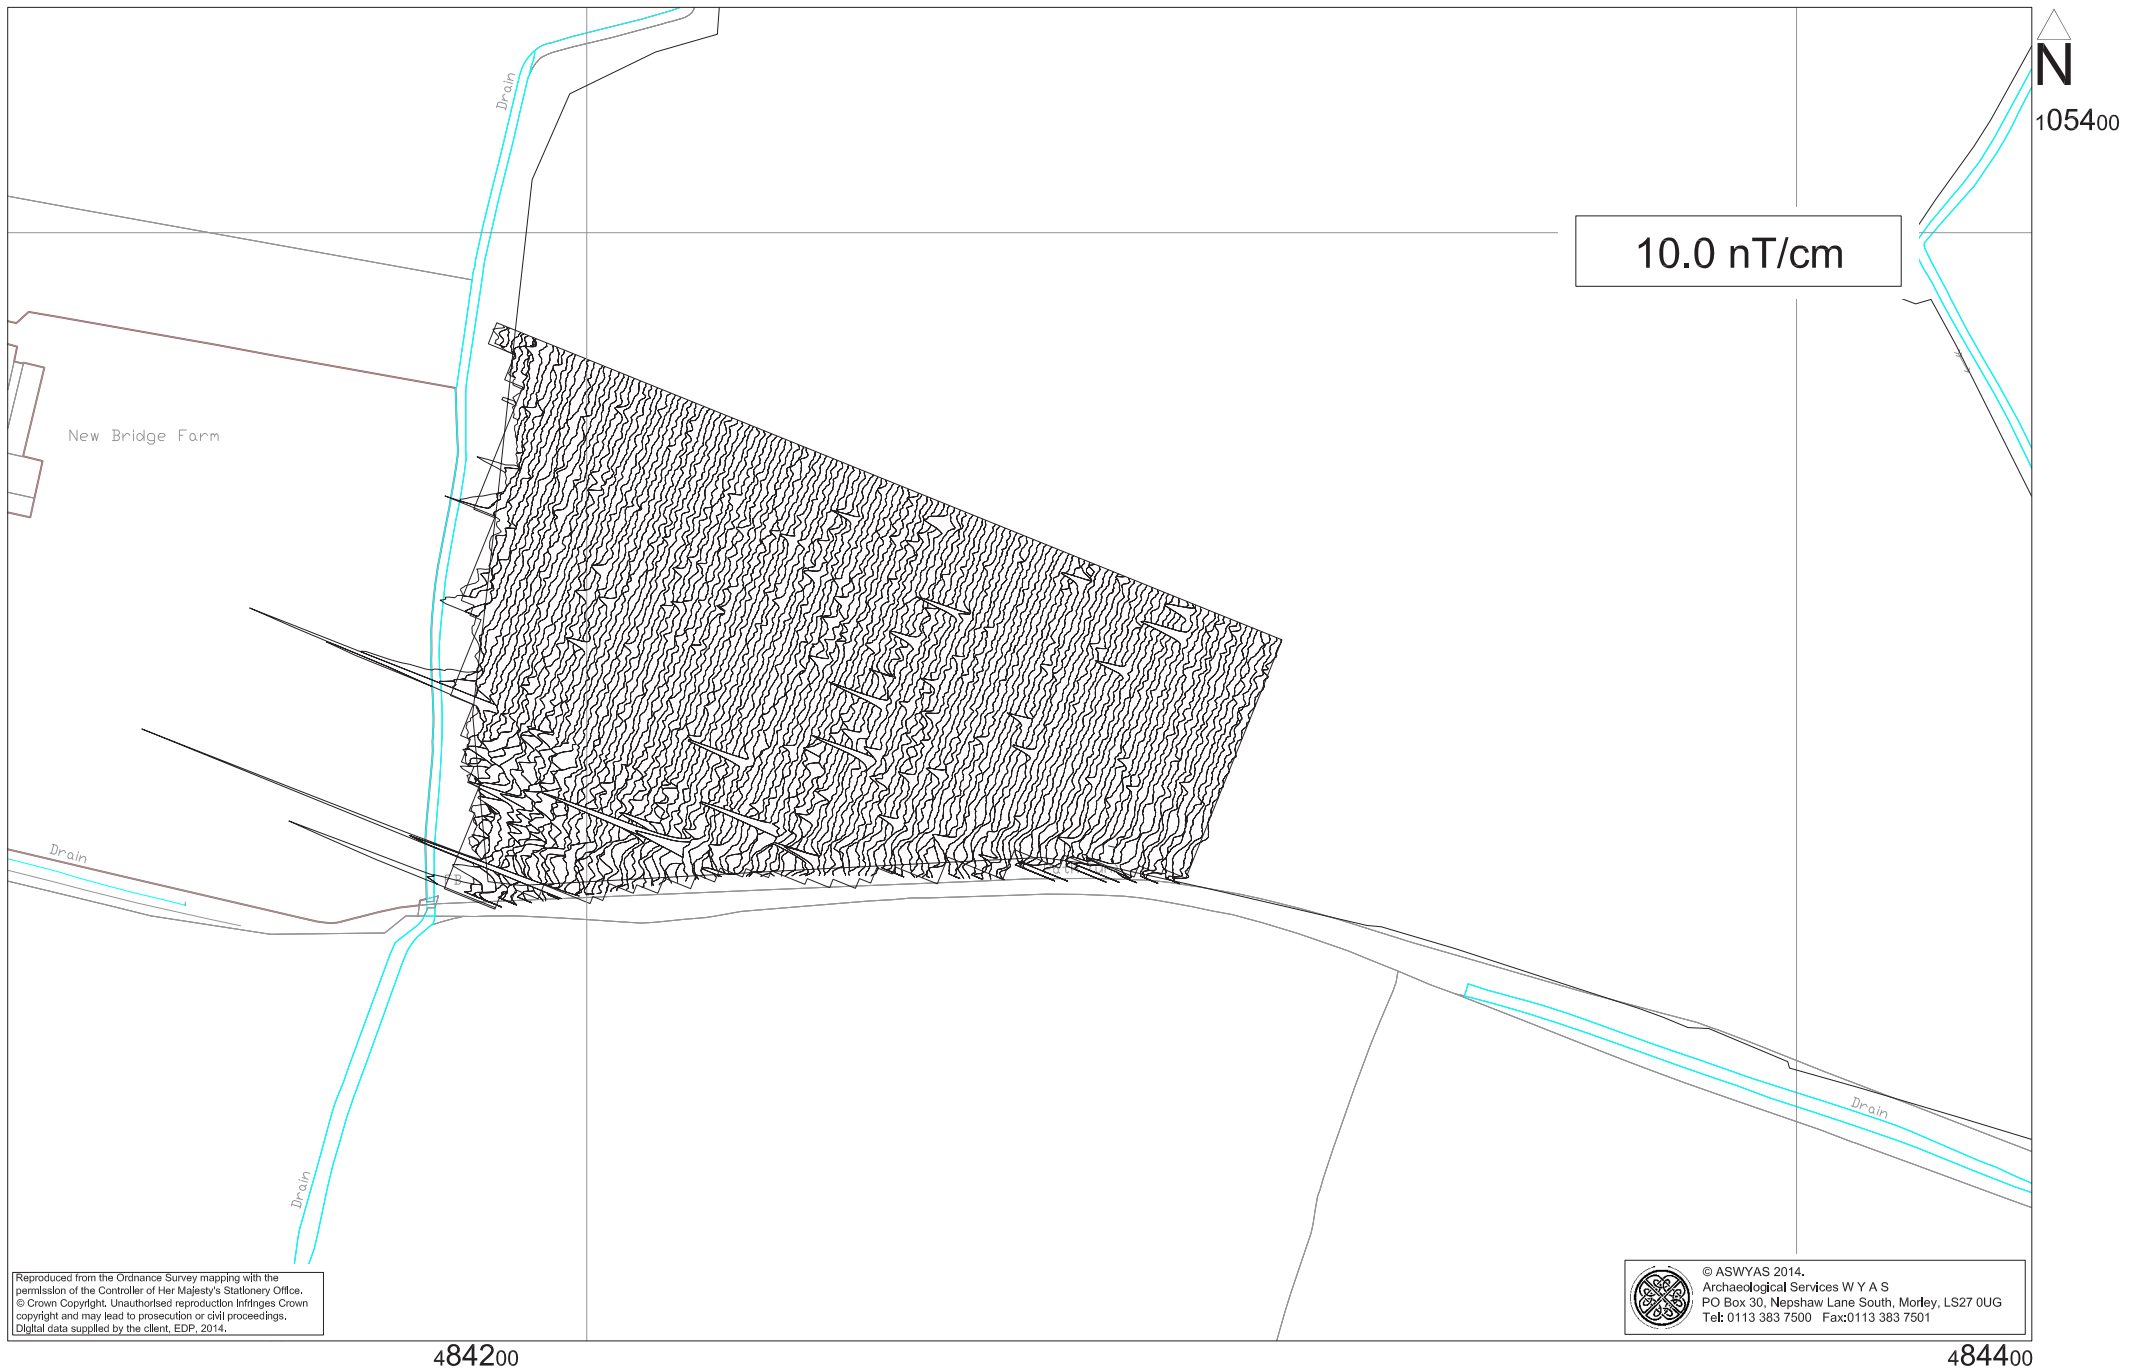 N
105400
Drain
10.0 nT/cm
New Bridge Farm
Drain
Drain
Drain
Reproduced from the Ordnance Survey mapping with the
permission of the Controller of Her Majesty's Stationery Office.
© Crown Copyright. Unauthorised reproduction infringes Crown
copyright and may lead to prosecution or civil proceedings.
Digital data supplied by the client, EDP, 2014.
© ASWYAS 2014.
Archaeological Services W Y A S
PO Box 30, Nepshaw Lane South, Morley, LS27 0UG
Tel: 0113 383 7500 Fax:0113 383 7501
484200
484400